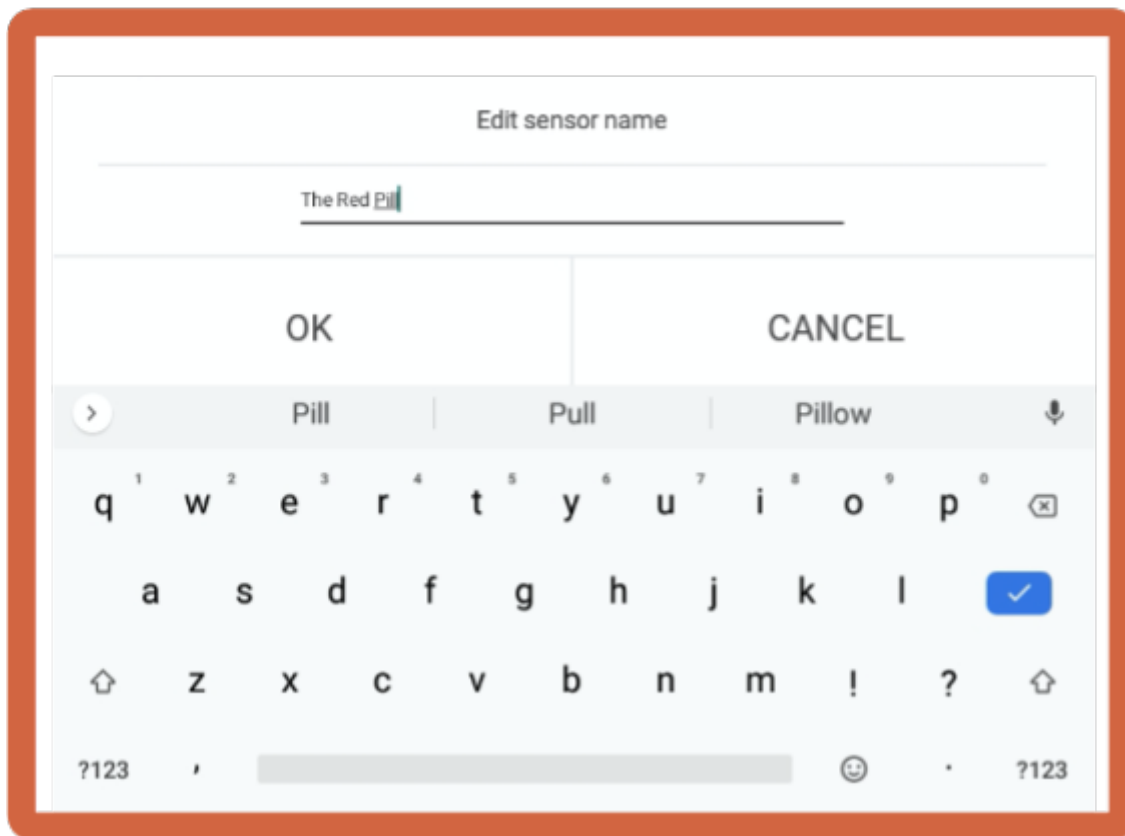 Edit sensor name
The Red Pill
OK CANCEL
Pill Pull Pillow
1 2 3 4 5 6 7 8 9 0
q w e r t y u i o p
a s d f g h j k l
z x c v b n m ! ?
?123 , . ?123